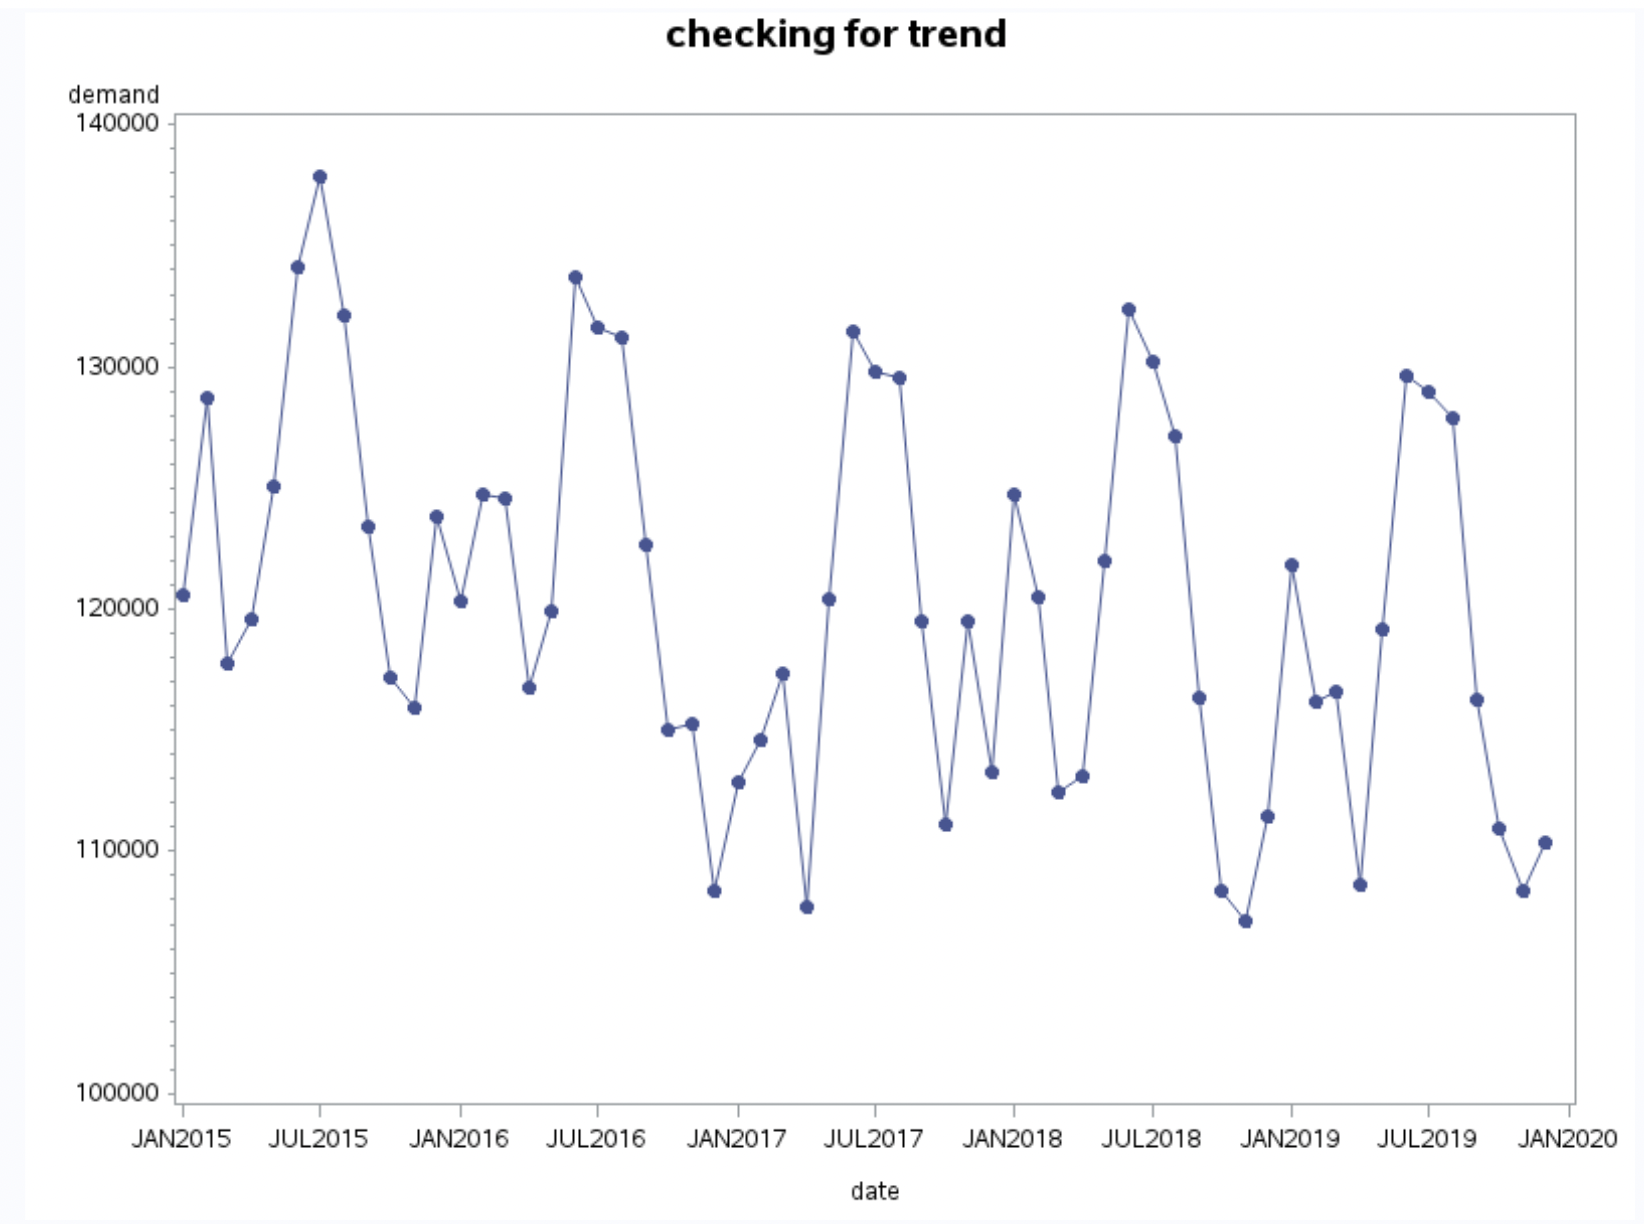 checking for trend
demand
140000
130000
120000
110000
100000
JAN2015 JUL2015 JAN2016 JUL2016 JAN2017 JUL2017 JAN2018 JUL2018 JAN2019 JUL2019 JAN2020
date